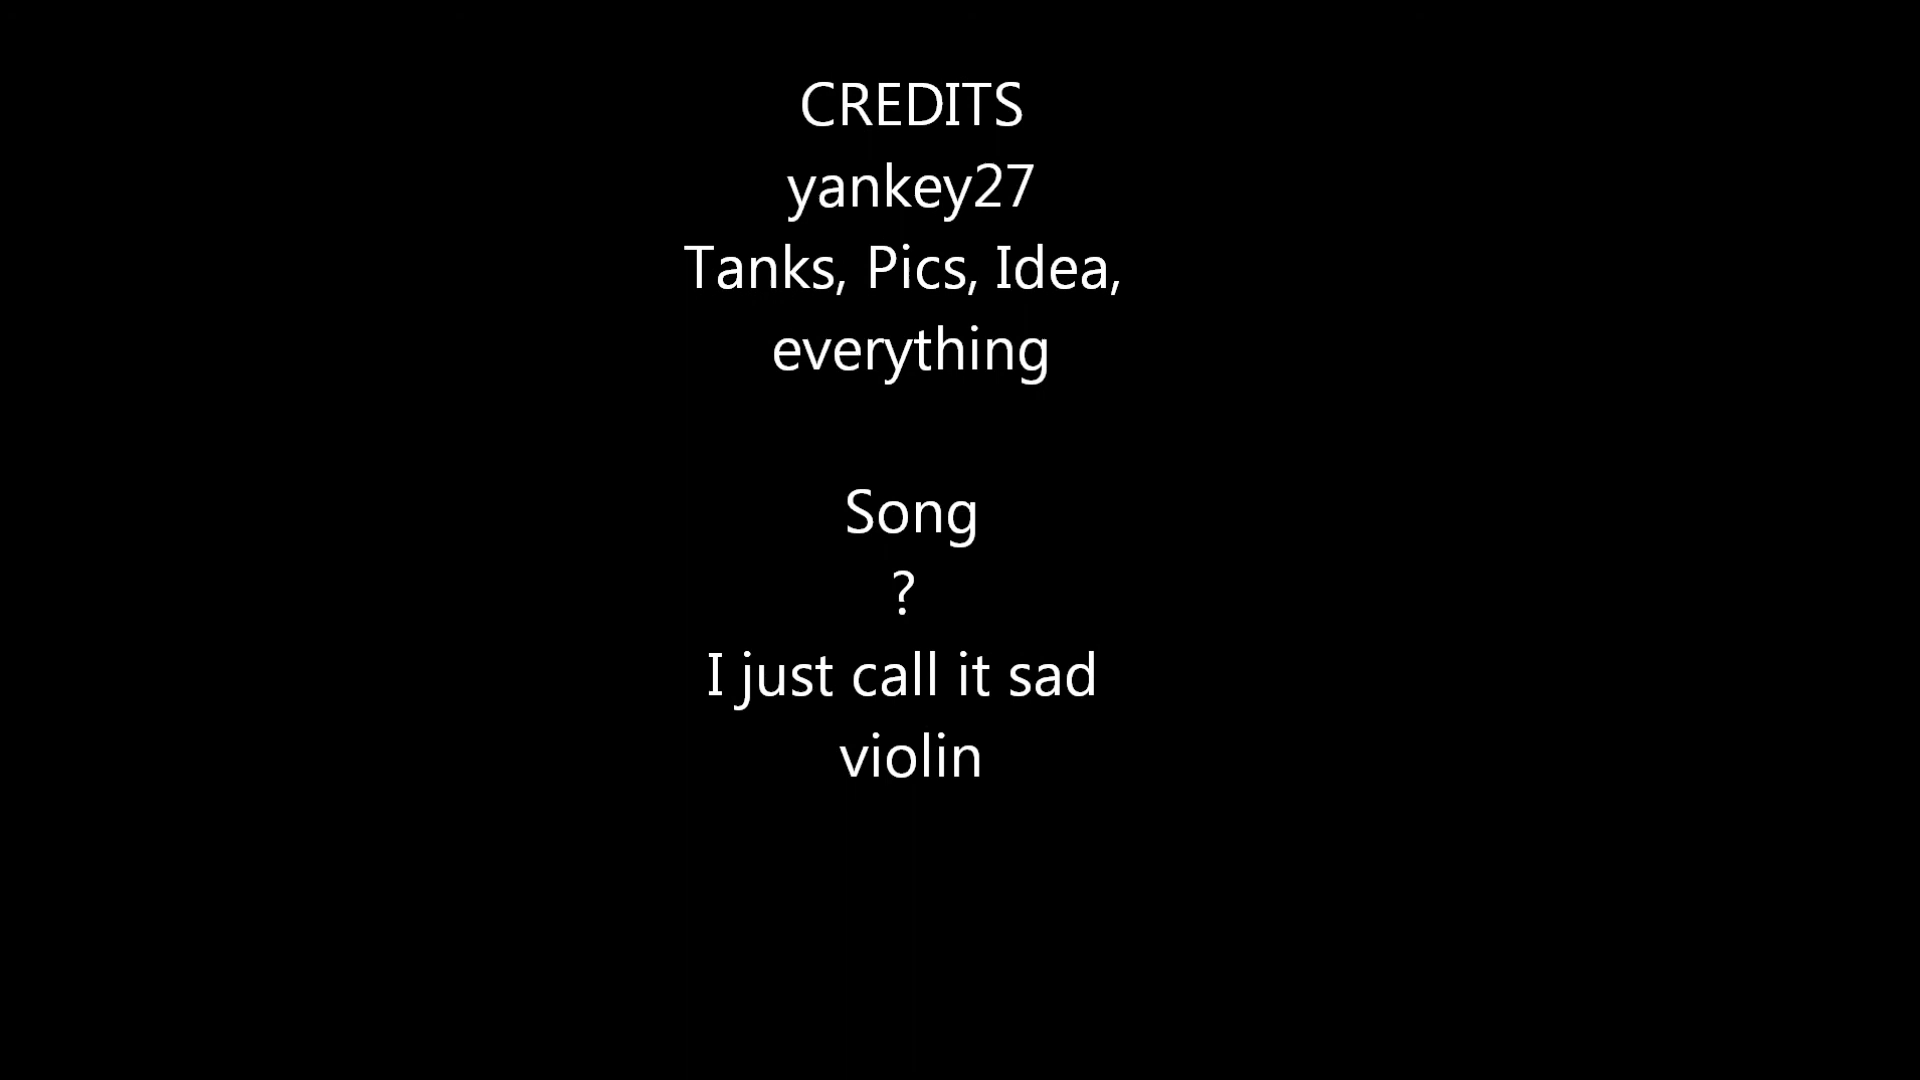 CREDITS
yankey27
Tanks, Pics, Idea,
everything
Song
?
I just call it sad
violin